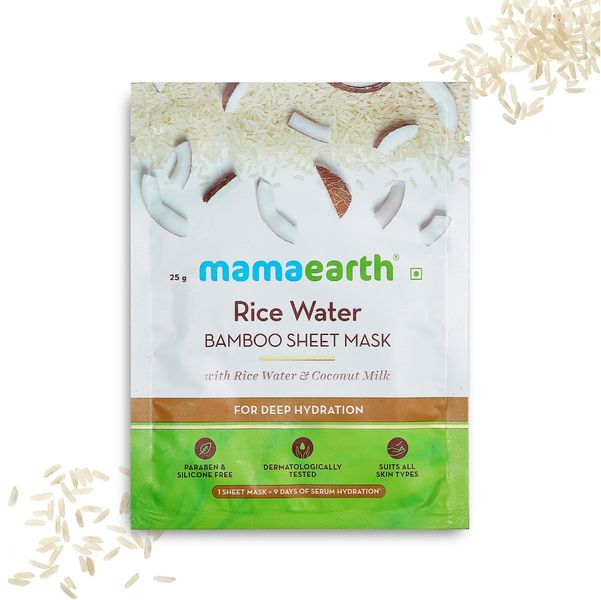 25 g mamaearth®
Rice Water
BAMBOO SHEET MASK
with Rice Water & Coconut Milk
FOR DEEP HYDRATION
PARABEN & SILICONE FREE
DERMATOLOGICALLY TESTED
SUITS ALL SKIN TYPES
1 SHEET MASK = 9 DAYS OF SERUM HYDRATION*